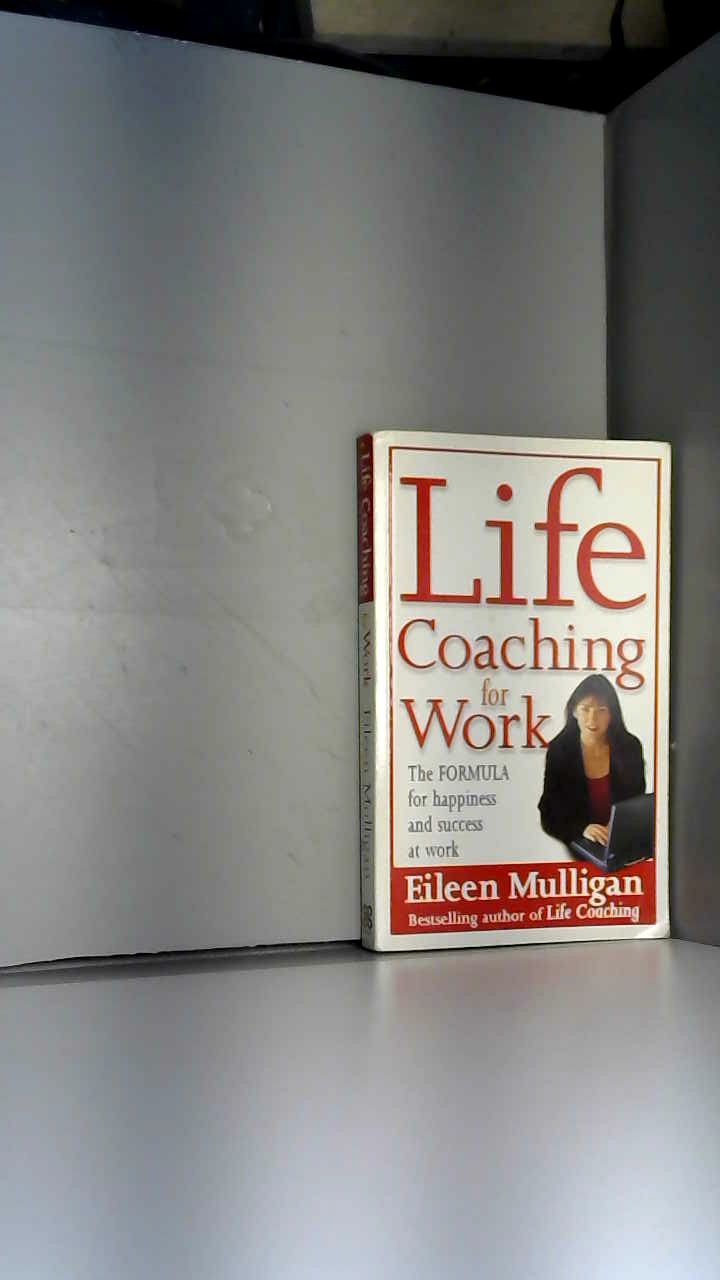 Life Coaching
for Work Eileen Mulligan
Life
Coaching
for
Work
The FORMULA
for happiness
and success
at work
Eileen Mulligan
Bestselling author of Life Coaching